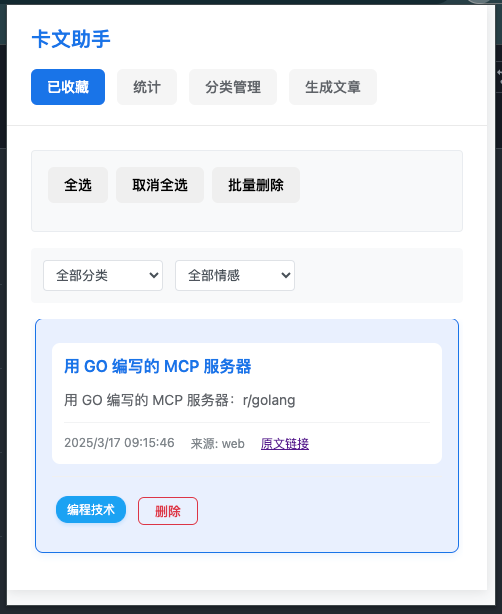 卡文助手
已收藏 统计 分类管理 生成文章
全选 取消全选 批量删除
全部分类 全部情感
用 GO 编写的 MCP 服务器
用 GO 编写的 MCP 服务器：r/golang
2025/3/17 09:15:46 来源: web 原文链接
编程技术 删除